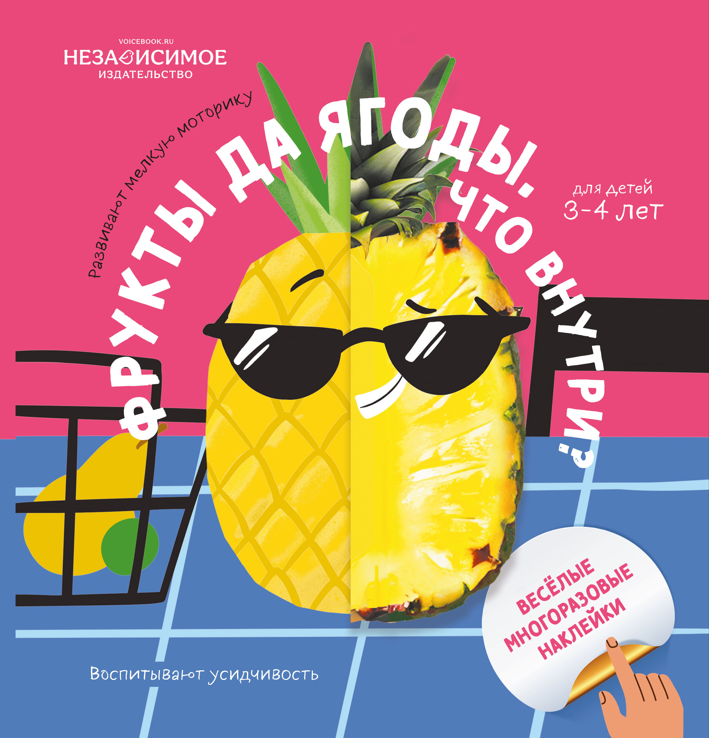 VOICEBOOK.RU
НЕЗАВИСИМОЕ
ИЗДАТЕЛЬСТВО
Развивают мелкую моторику
ФРУКТЫ ДА ЯГОДЫ.
ЧТО ВНУТРИ?
для детей
3-4 лет
ВЕСЁЛЫЕ
МНОГОРАЗОВЫЕ
НАКЛЕЙКИ
Воспитывают усидчивость